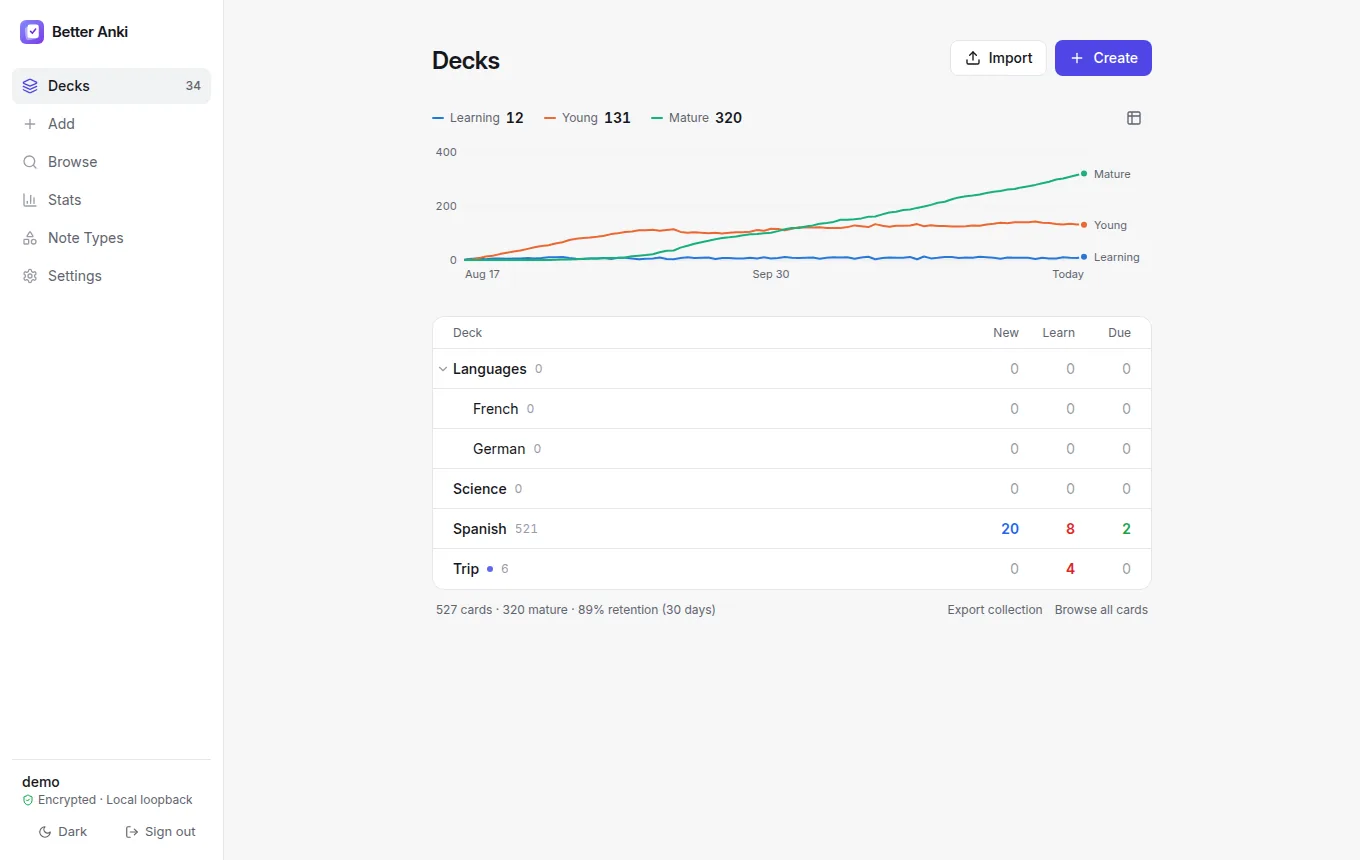 Better Anki
Decks 34
Add
Browse
Stats
Note Types
Settings
demo
Encrypted · Local loopback
Dark Sign out
Decks
Import
Create
Learning 12 Young 131 Mature 320
400
200
0
Mature
Young
Learning
Aug 17 Sep 30 Today
Deck New Learn Due
Languages 0 0 0 0
French 0 0 0 0
German 0 0 0 0
Science 0 0 0 0
Spanish 521 20 8 2
Trip 6 0 4 0
527 cards · 320 mature · 89% retention (30 days) Export collection Browse all cards